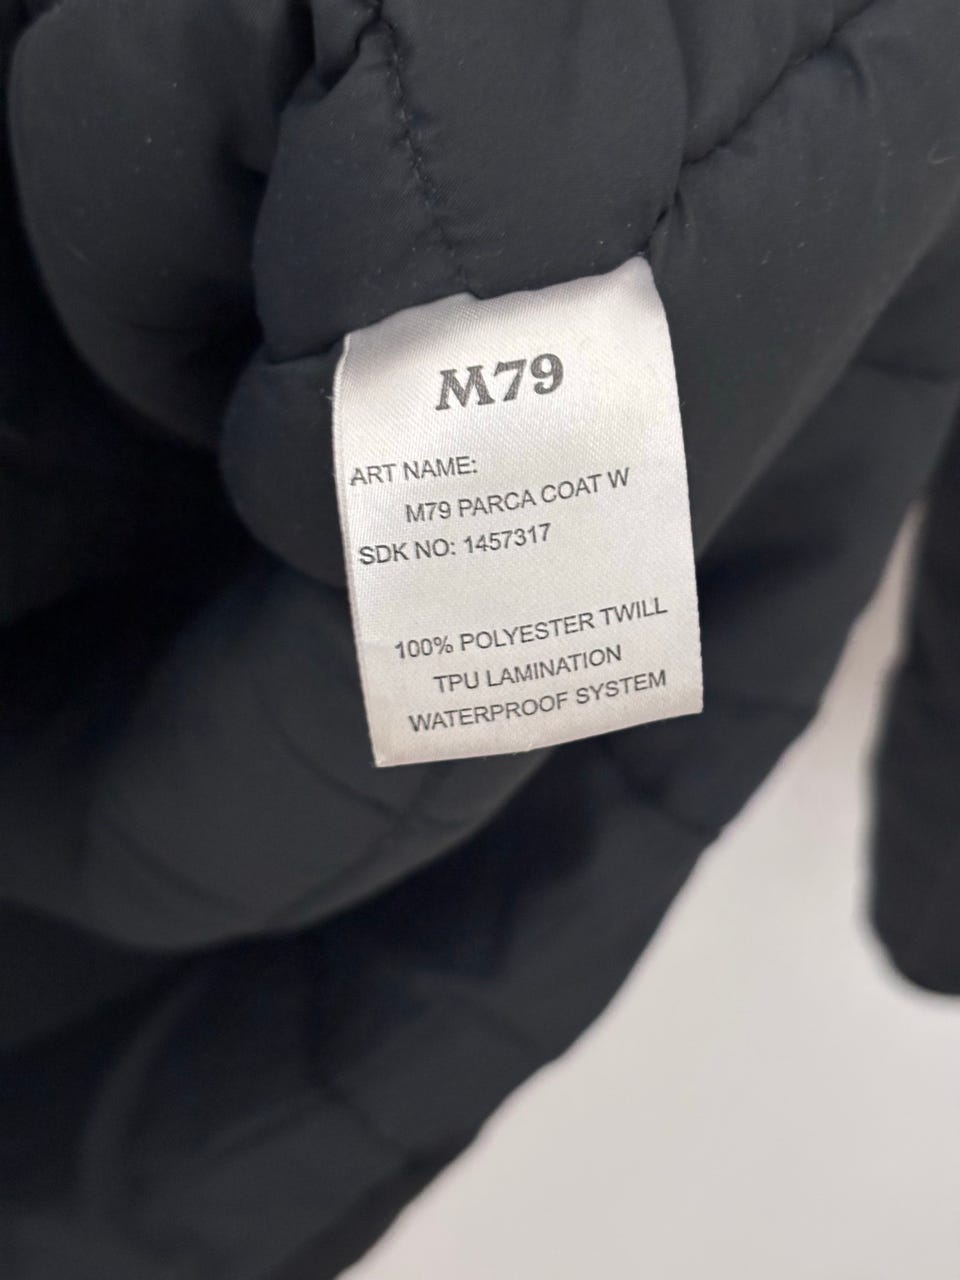 M79
ART NAME:
M79 PARCA COAT W
SDK NO: 1457317
100% POLYESTER TWILL
TPU LAMINATION
WATERPROOF SYSTEM